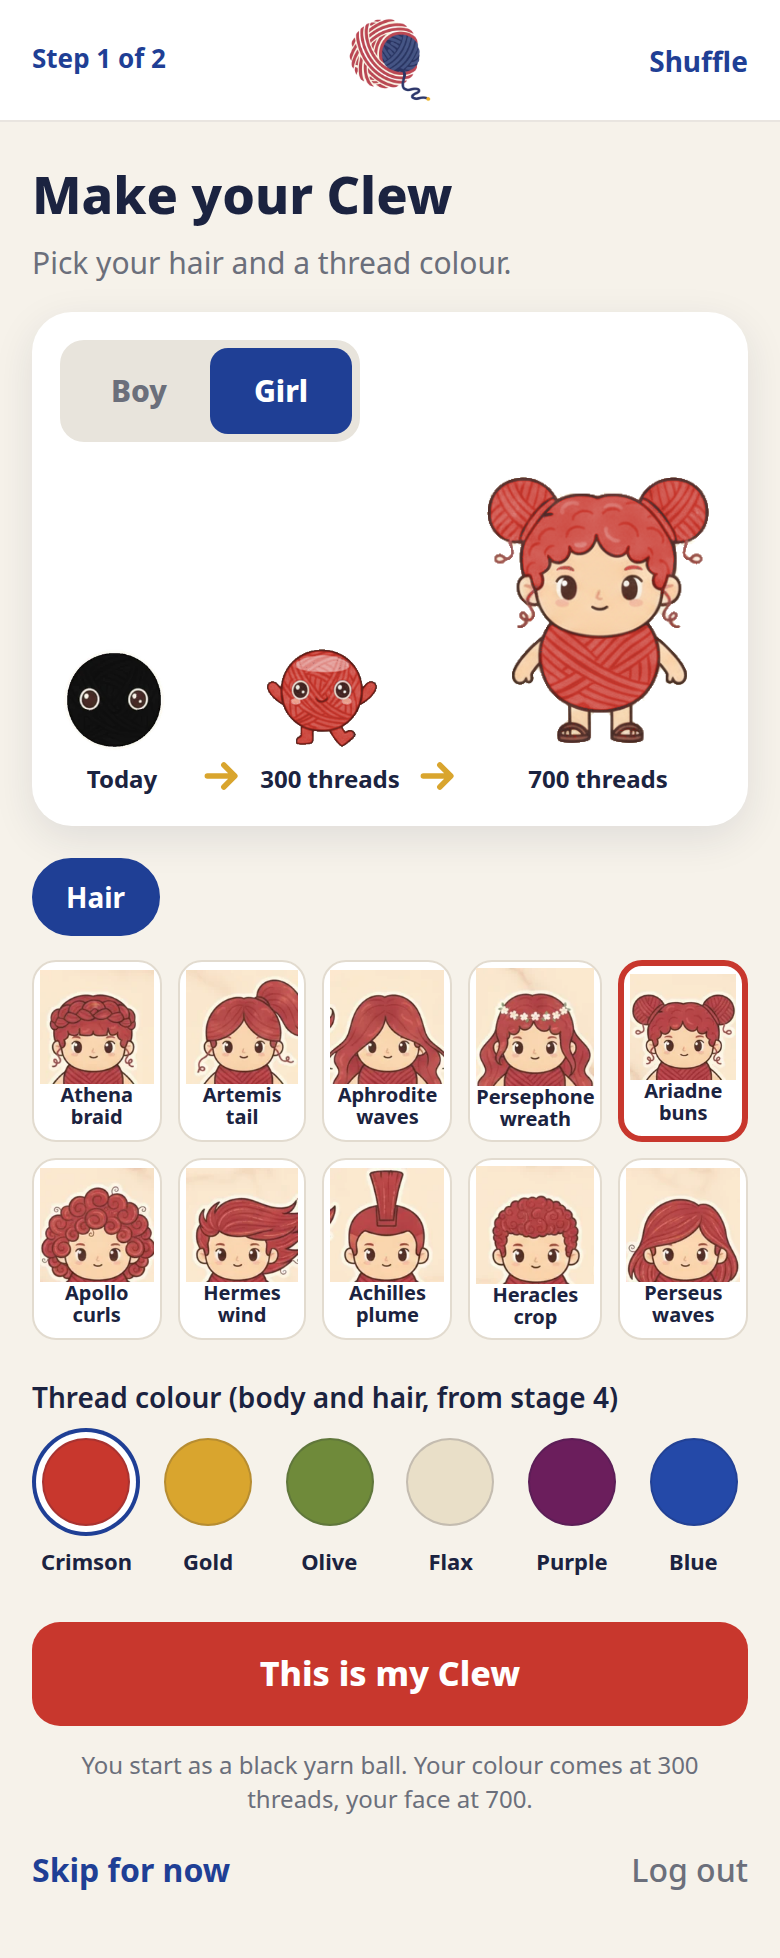 Step 1 of 2
Shuffle
Make your Clew
Pick your hair and a thread colour.
Boy
Girl
Today
300 threads
700 threads
Hair
Athena
braid
Artemis
tail
Aphrodite
waves
Persephone
wreath
Ariadne
buns
Apollo
curls
Hermes
wind
Achilles
plume
Heracles
crop
Perseus
waves
Thread colour (body and hair, from stage 4)
Crimson
Gold
Olive
Flax
Purple
Blue
This is my Clew
You start as a black yarn ball. Your colour comes at 300
threads, your face at 700.
Skip for now
Log out